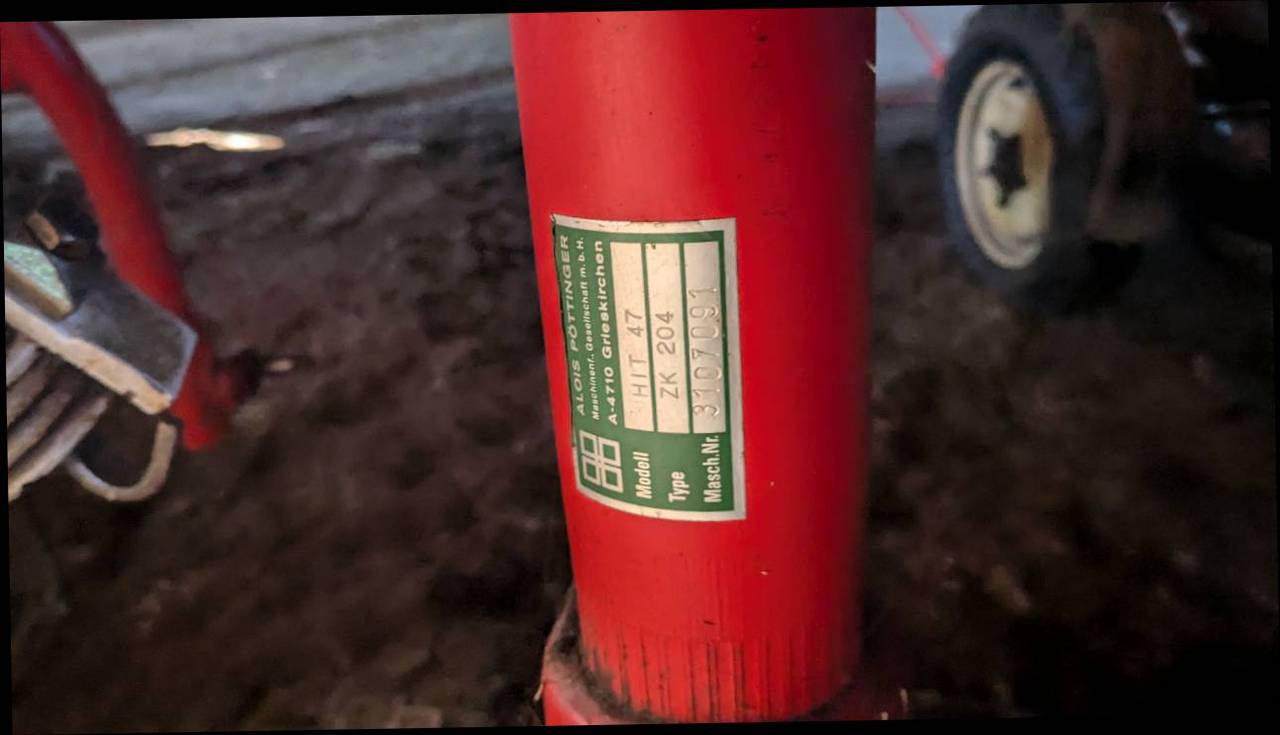 ALOIS PÖTTINGER
Maschinenf. Gesellschaft m.b.H.
A-4710 Grieskirchen
Modell HIT 47
Type ZK 204
Masch.Nr. 3107091